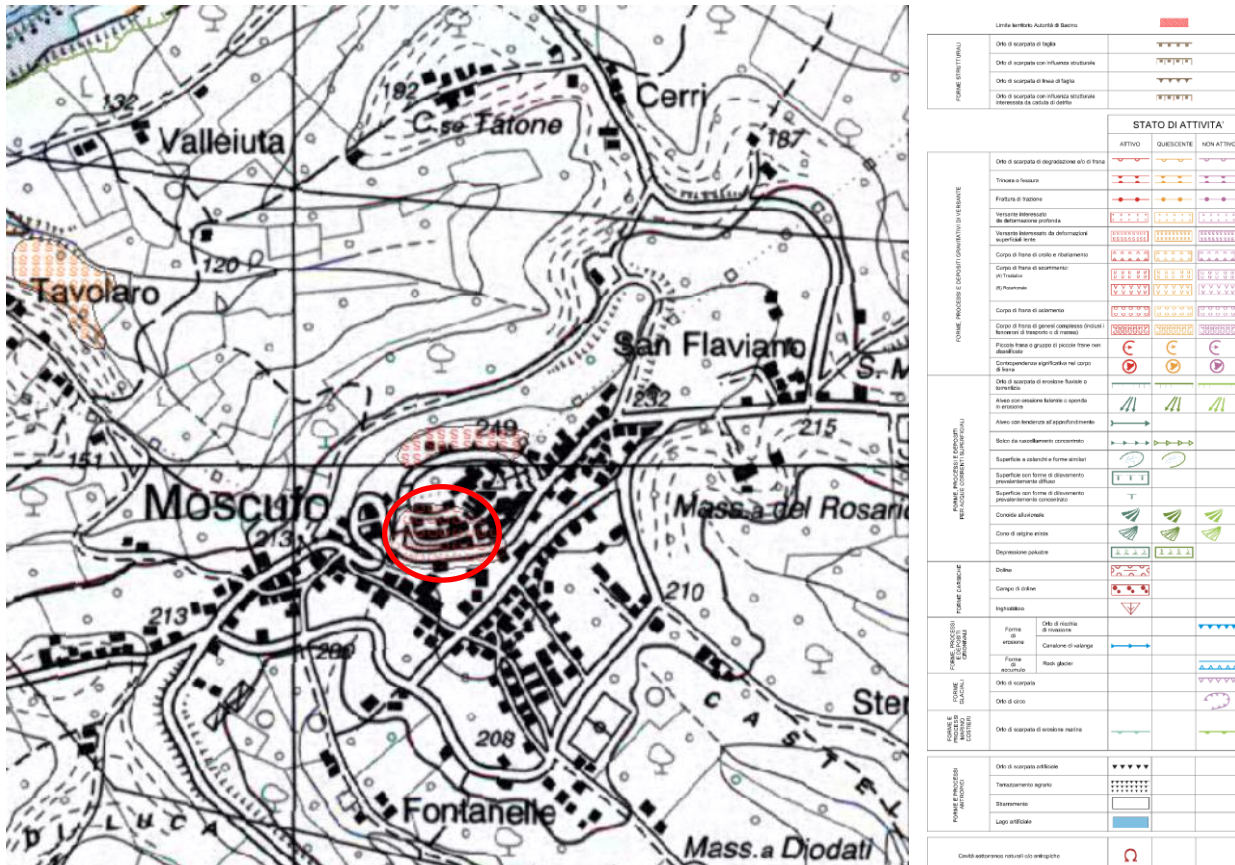 132
Valleiuta
192
C.se Tatone
Cerri
187
120
Tavolaro
San Flaviano
S. M
232
215
249
151
Moscufo
Mass.a del Rosario
213
213
210
C A S T E L
Ster
208
Fontanelle
di LUCA
Mass.a Diodati
Limite territorio Autorità di Bacino
FORME STRUTTURALI
Orlo di scarpata di faglia
Orlo di scarpata con influenza strutturale
Orlo di scarpata di linea di faglia
Orlo di scarpata con influenza strutturale
interessata da caduta di detrito
STATO DI ATTIVITA'
ATTIVO
QUIESCENTE
NON ATTIVO
FORME, PROCESSI E DEPOSITI GRAVITATIVI DI VERSANTE
Orlo di scarpata di degradazione e/o di frana
Trincea o fessura
Frattura di trazione
Versante interessato
da deformazione profonda
Versante interessato da deformazioni
superficiali lente
Corpo di frana di crollo e ribaltamento
Corpo di frana di scorrimento:
(A) Traslativo
(B) Rotazionale
Corpo di frana di colamento
Corpo di frana di genesi complessa (inclusi i
fenomeni di trasporto o di massa)
Piccola frana o gruppo di piccole frane non
classificate
Contropendenza significativa nel corpo
di frana
FORME, PROCESSI E DEPOSITI
PER ACQUE CORRENTI SUPERFICIALI
Orlo di scarpata di erosione fluviale o
torrentizia
Alveo con erosione laterale o sponda
in erosione
Alveo con tendenza all'approfondimento
Solco da ruscellamento concentrato
Superficie a calanchi e forme similari
Superficie con forme di dilavamento
prevalentemente diffuso
Superficie con forme di dilavamento
prevalentemente concentrato
Conoide alluvionale
Cono di origine mista
Depressione palustre
FORME CARSICHE
Doline
Campo di doline
Inghiottitoio
FORME, PROCESSI
E DEPOSITI
CRIONIVALI
Forme
di
erosione
Orlo di nicchia
di nivazione
Canalone di valanga
Forme
di
accumulo
Rock glacier
FORME
GLACIALI
Orlo di scarpata
Orlo di circo
FORME E
PROCESSI
MARINO
COSTIERI
Orlo di scarpata di erosione marina
FORME E PROCESSI
ANTROPICI
Orlo di scarpata artificiale
Terrazzamento agrario
Sbarramento
Lago artificiale
Cavità sotterranee naturali e/o antropiche